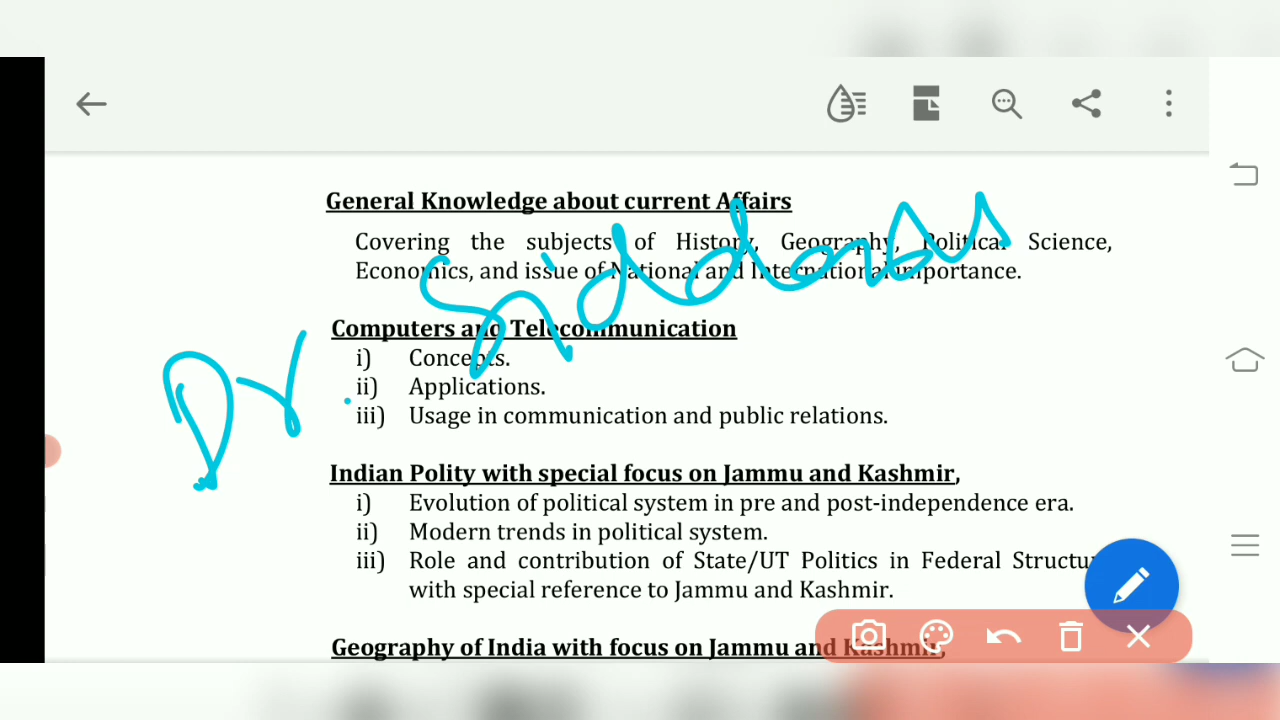 General Knowledge about current Affairs
Covering the subjects of History, Geography, Political Science,
Economics, and issue of National and International importance.
Computers and Telecommunication
i) Concepts.
ii) Applications.
iii) Usage in communication and public relations.
Dr
Indian Polity with special focus on Jammu and Kashmir,
i) Evolution of political system in pre and post-independence era.
ii) Modern trends in political system.
iii) Role and contribution of State/UT Politics in Federal
with special reference to Jammu and Kashmir.
Geography of India with focus on Jammu and Kashmir,